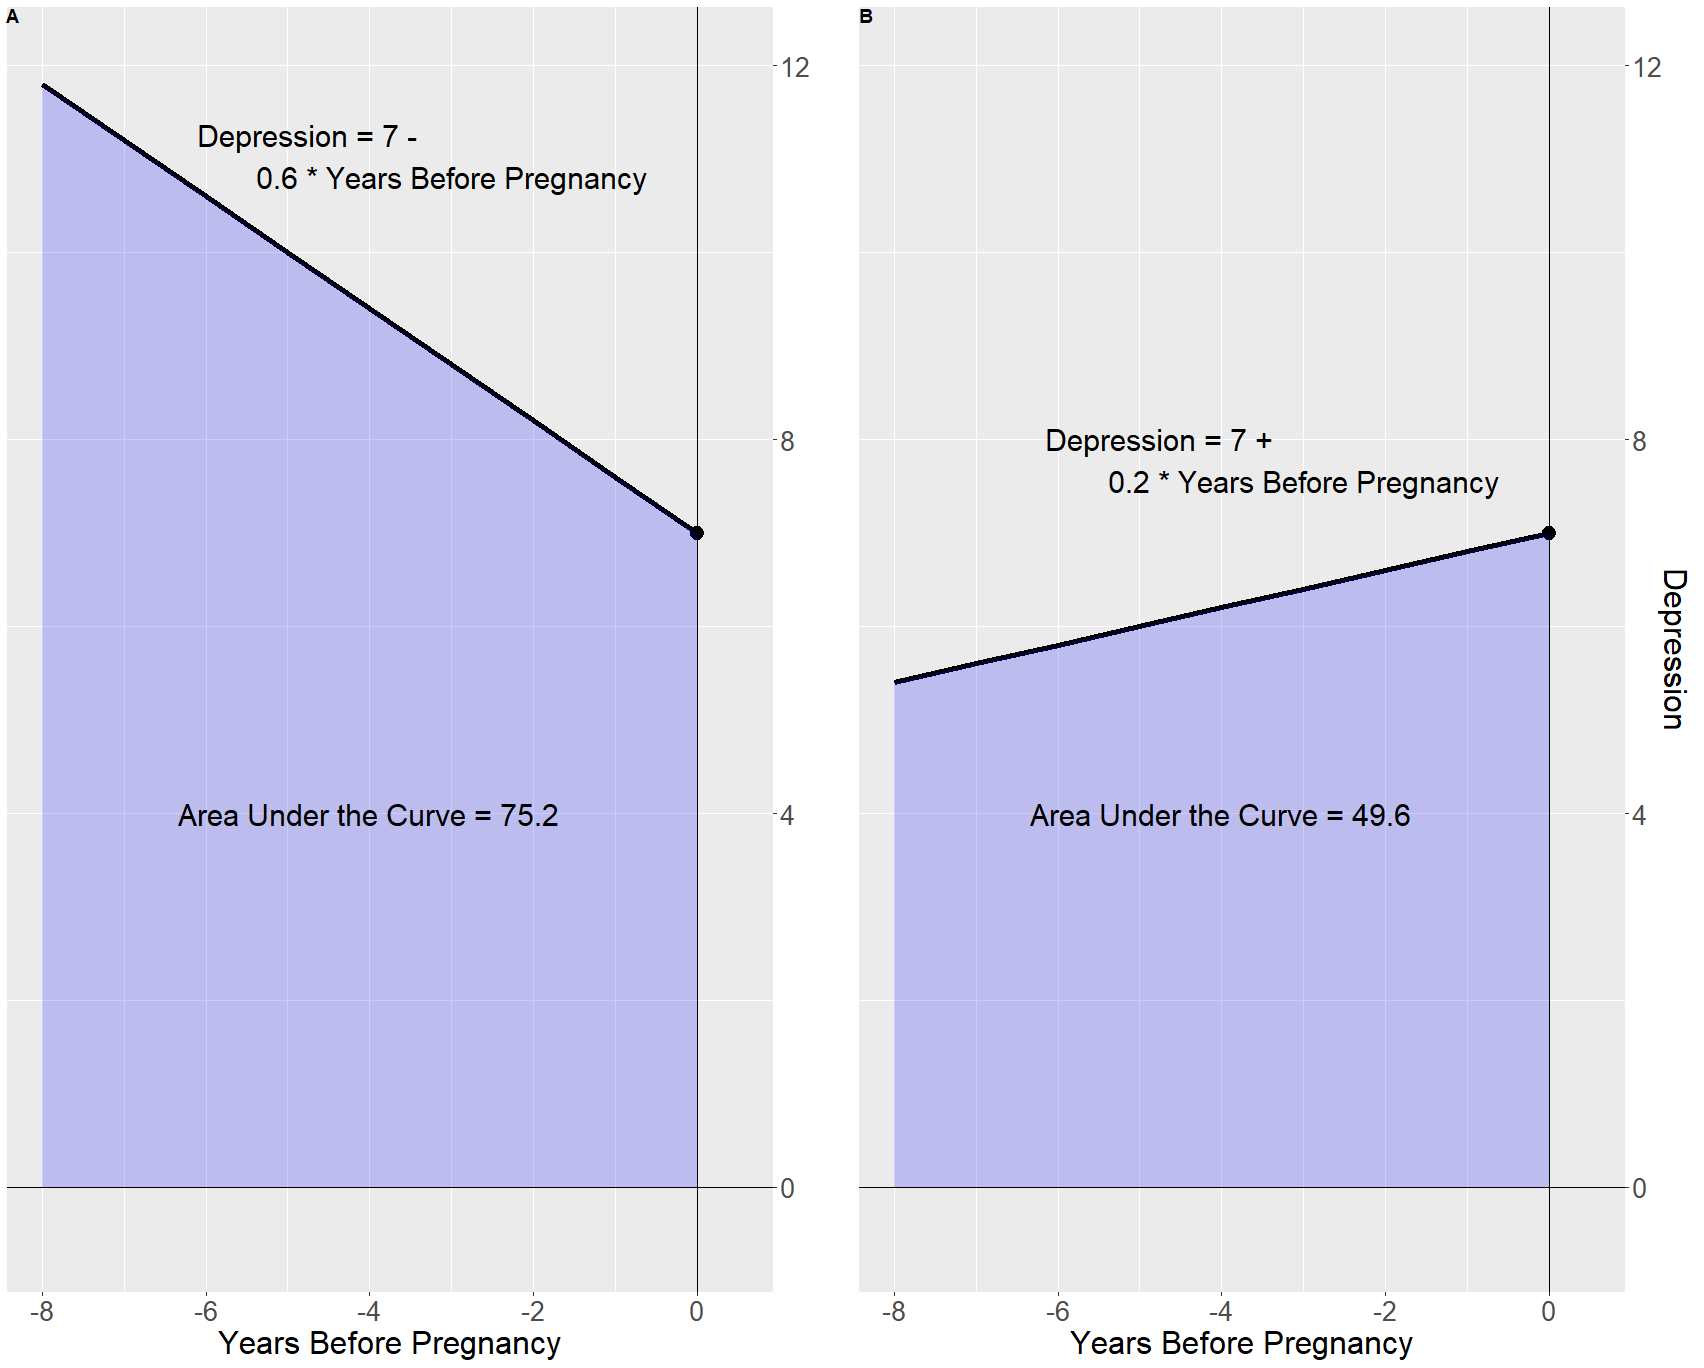 A
Depression = 7 -
0.6 * Years Before Pregnancy
Area Under the Curve = 75.2
12
8
4
0
-8 -6 -4 -2 0
Years Before Pregnancy
B
Depression = 7 +
0.2 * Years Before Pregnancy
Area Under the Curve = 49.6
12
8
4
0
-8 -6 -4 -2 0
Years Before Pregnancy
Depression